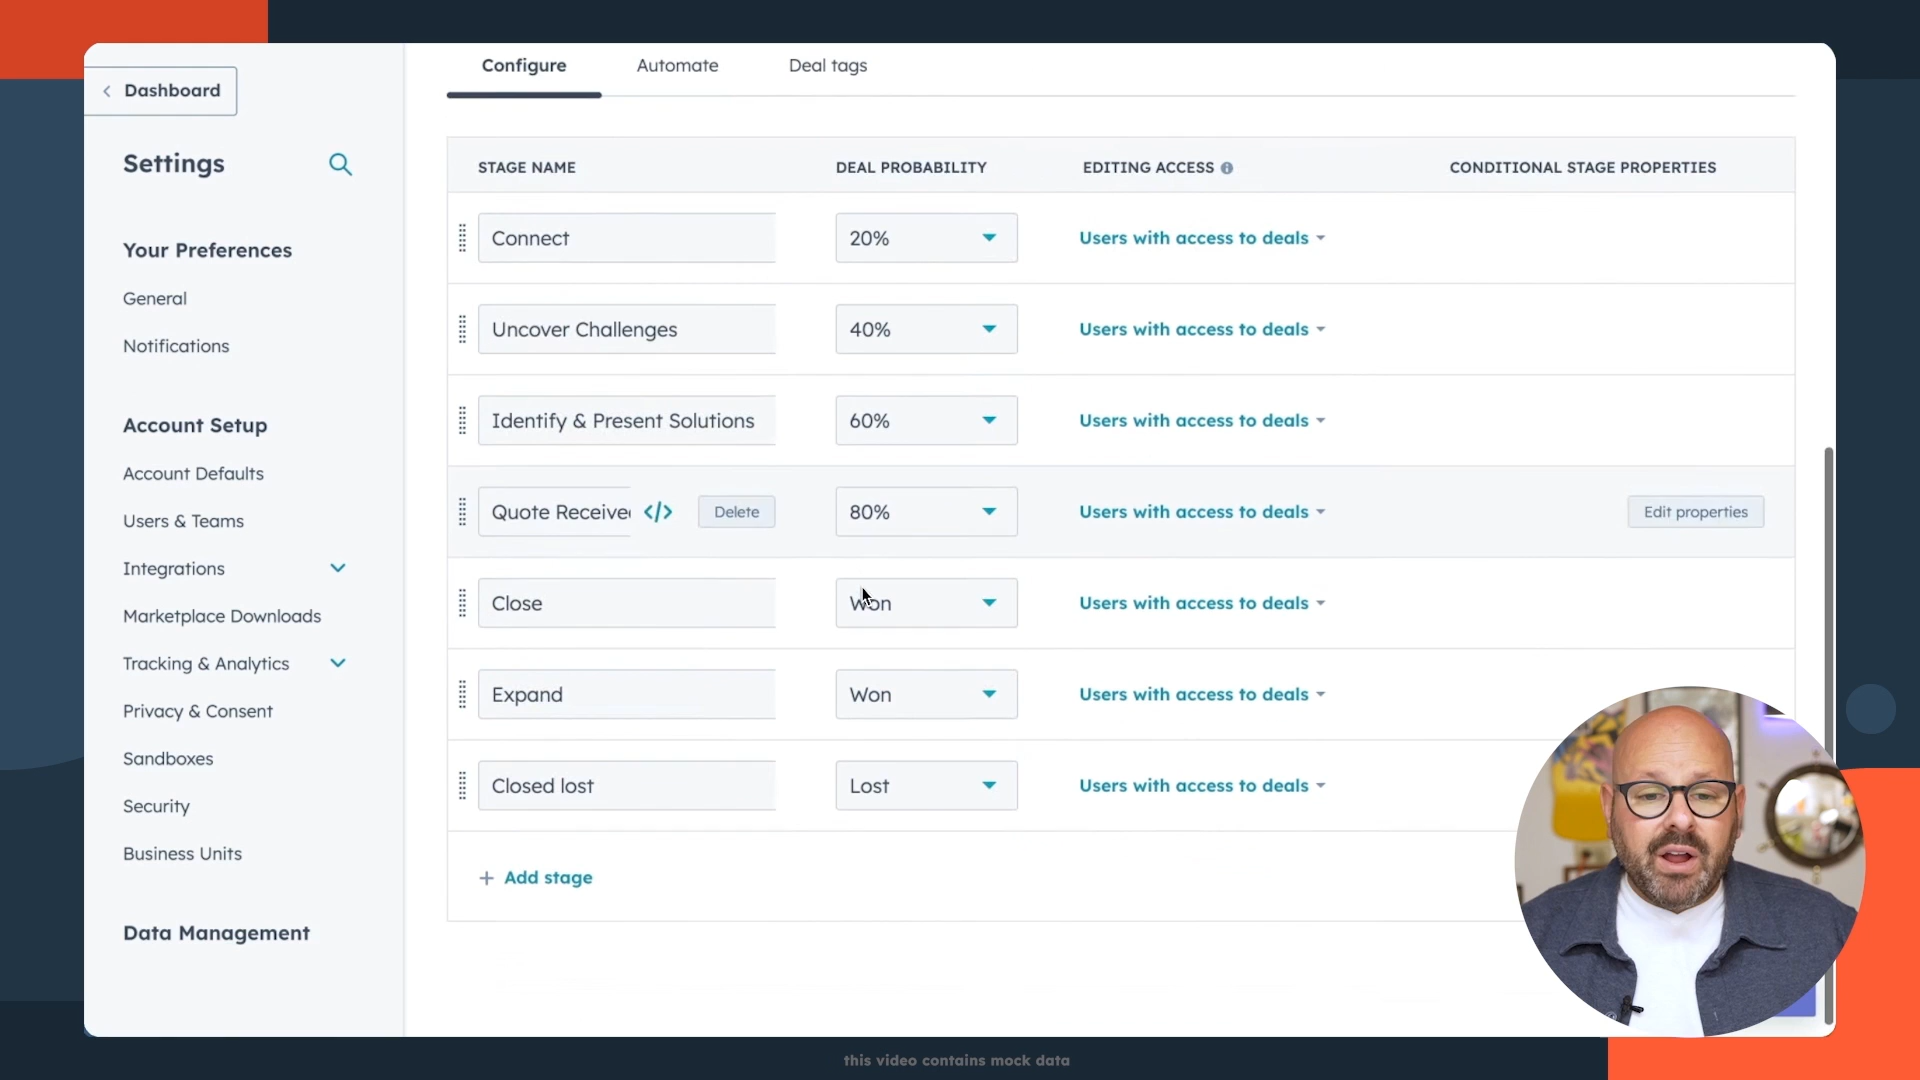 Dashboard
Settings
Your Preferences
General
Notifications
Account Setup
Account Defaults
Users & Teams
Integrations
Marketplace Downloads
Tracking & Analytics
Privacy & Consent
Sandboxes
Security
Business Units
Data Management
Configure Automate Deal tags
STAGE NAME DEAL PROBABILITY EDITING ACCESS CONDITIONAL STAGE PROPERTIES
Connect 20% Users with access to deals
Uncover Challenges 40% Users with access to deals
Identify & Present Solutions 60% Users with access to deals
Quote Receive </> Delete 80% Users with access to deals Edit properties
Close Won Users with access to deals
Expand Won Users with access to deals
Closed lost Lost Users with access to deals
+ Add stage
this video contains mock data